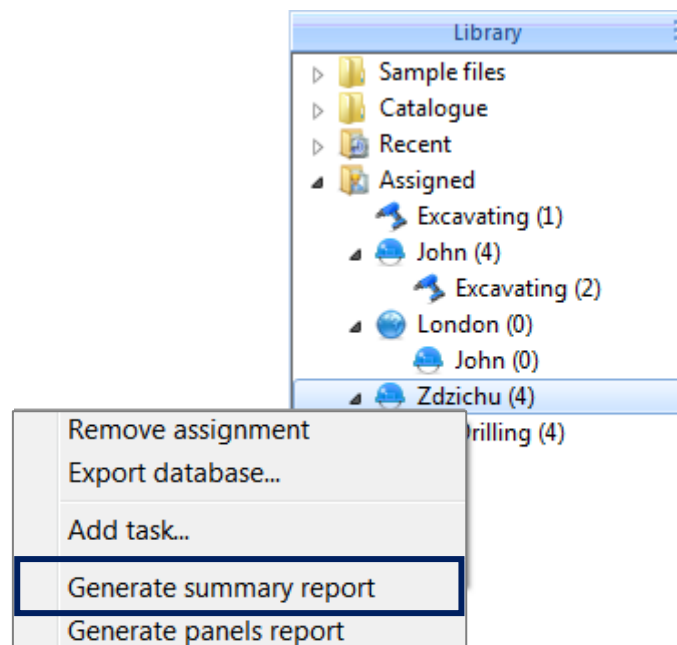 Library
Sample files
Catalogue
Recent
Assigned
Excavating (1)
John (4)
Excavating (2)
London (0)
John (0)
Zdzichu (4)
rilling (4)
Remove assignment
Export database...
Add task...
Generate summary report
Generate panels report